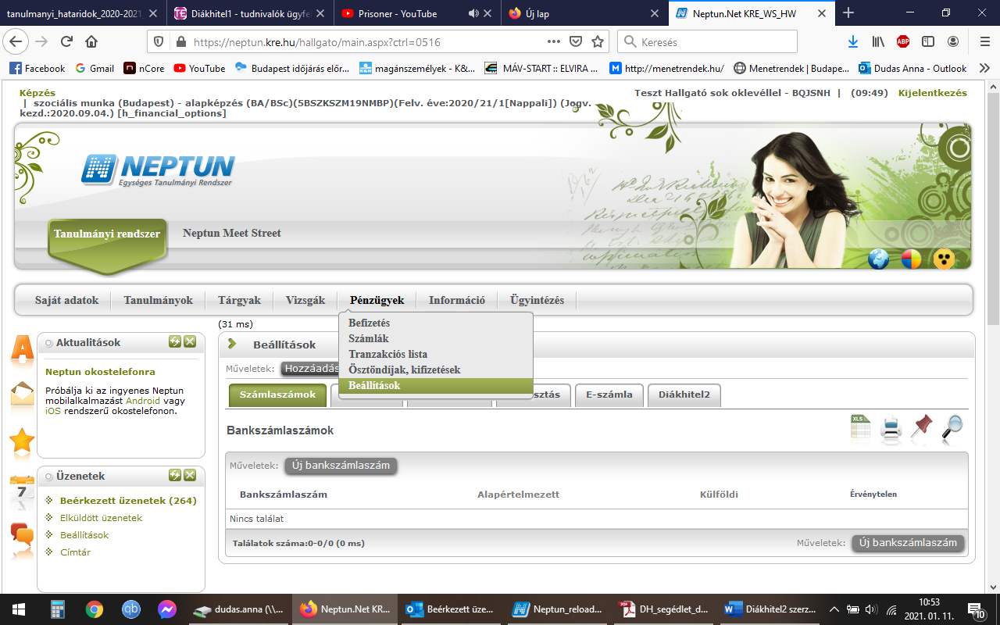 tanulmanyi_hataridok_2020-2021
Diákhitel1 - tudnivalók ügyfe
Prisoner - YouTube
Új lap
Neptun.Net KRE_WS_HW
https://neptun.kre.hu/hallgato/main.aspx?ctrl=0516
Keresés
ABP
Facebook
Gmail
nCore
YouTube
Budapest időjárás előr...
magánszemélyek - K&...
MÁV-START :: ELVIRA ...
http://menetrendek.hu/
Menetrendek | Budape...
Dudas Anna - Outlook
Képzés
| szociális munka (Budapest) - alapképzés (BA/BSc)(5BSZKSZM19NMBP)(Felv. éve:2020/21/1[Nappali]) (Jogv.
kezd.:2020.09.04.) [h_financial_options]
Teszt Hallgató sok oklevéllel - BQJSNH | (09:49) Kijelentkezés
NEPTUN
Egységes Tanulmányi Rendszer
Tanulmányi rendszer
Neptun Meet Street
Saját adatok
Tanulmányok
Tárgyak
Vizsgák
Pénzügyek
Információ
Ügyintézés
Befizetés
Számlák
Tranzakciós lista
Ösztöndíjak, kifizetések
Beállítások
(31 ms)
Aktualitások
Neptun okostelefonra
Próbálja ki az ingyenes Neptun
mobilalkalmazást Android vagy
iOS rendszerű okostelefonon.
Üzenetek
Beérkezett üzenetek (264)
Elküldött üzenetek
Beállítások
Címtár
7
Beállítások
Műveletek: Hozzáadás
Számlaszámok
sztás
E-számla
Diákhitel2
Bankszámlaszámok
XLS
Műveletek: Új bankszámlaszám
Bankszámlaszám
Alapértelmezett
Külföldi
Érvénytelen
Nincs találat
Találatok száma:0-0/0 (0 ms)
Műveletek: Új bankszámlaszám
dudas.anna (\\...
Neptun.Net KR...
Beérkezett üze...
Neptun_reload...
DH_segédlet_d...
Diákhitel2 szerz...
10:53
2021. 01. 11.
10